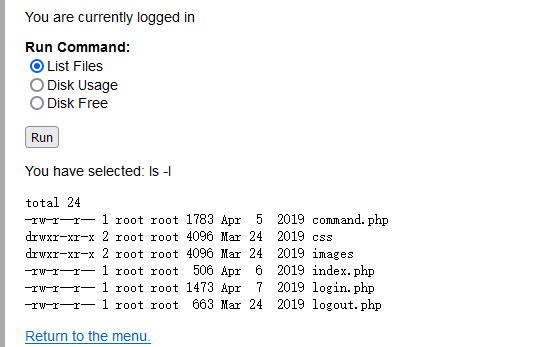 You are currently logged in
Run Command:
List Files
Disk Usage
Disk Free
Run
You have selected: ls -l
total 24
-rw-r--r-- 1 root root 1783 Apr  5  2019 command.php
drwxr-xr-x 2 root root 4096 Mar 24  2019 css
drwxr-xr-x 2 root root 4096 Mar 24  2019 images
-rw-r--r-- 1 root root  506 Apr  6  2019 index.php
-rw-r--r-- 1 root root 1473 Apr  7  2019 login.php
-rw-r--r-- 1 root root  663 Mar 24  2019 logout.php
Return to the menu.